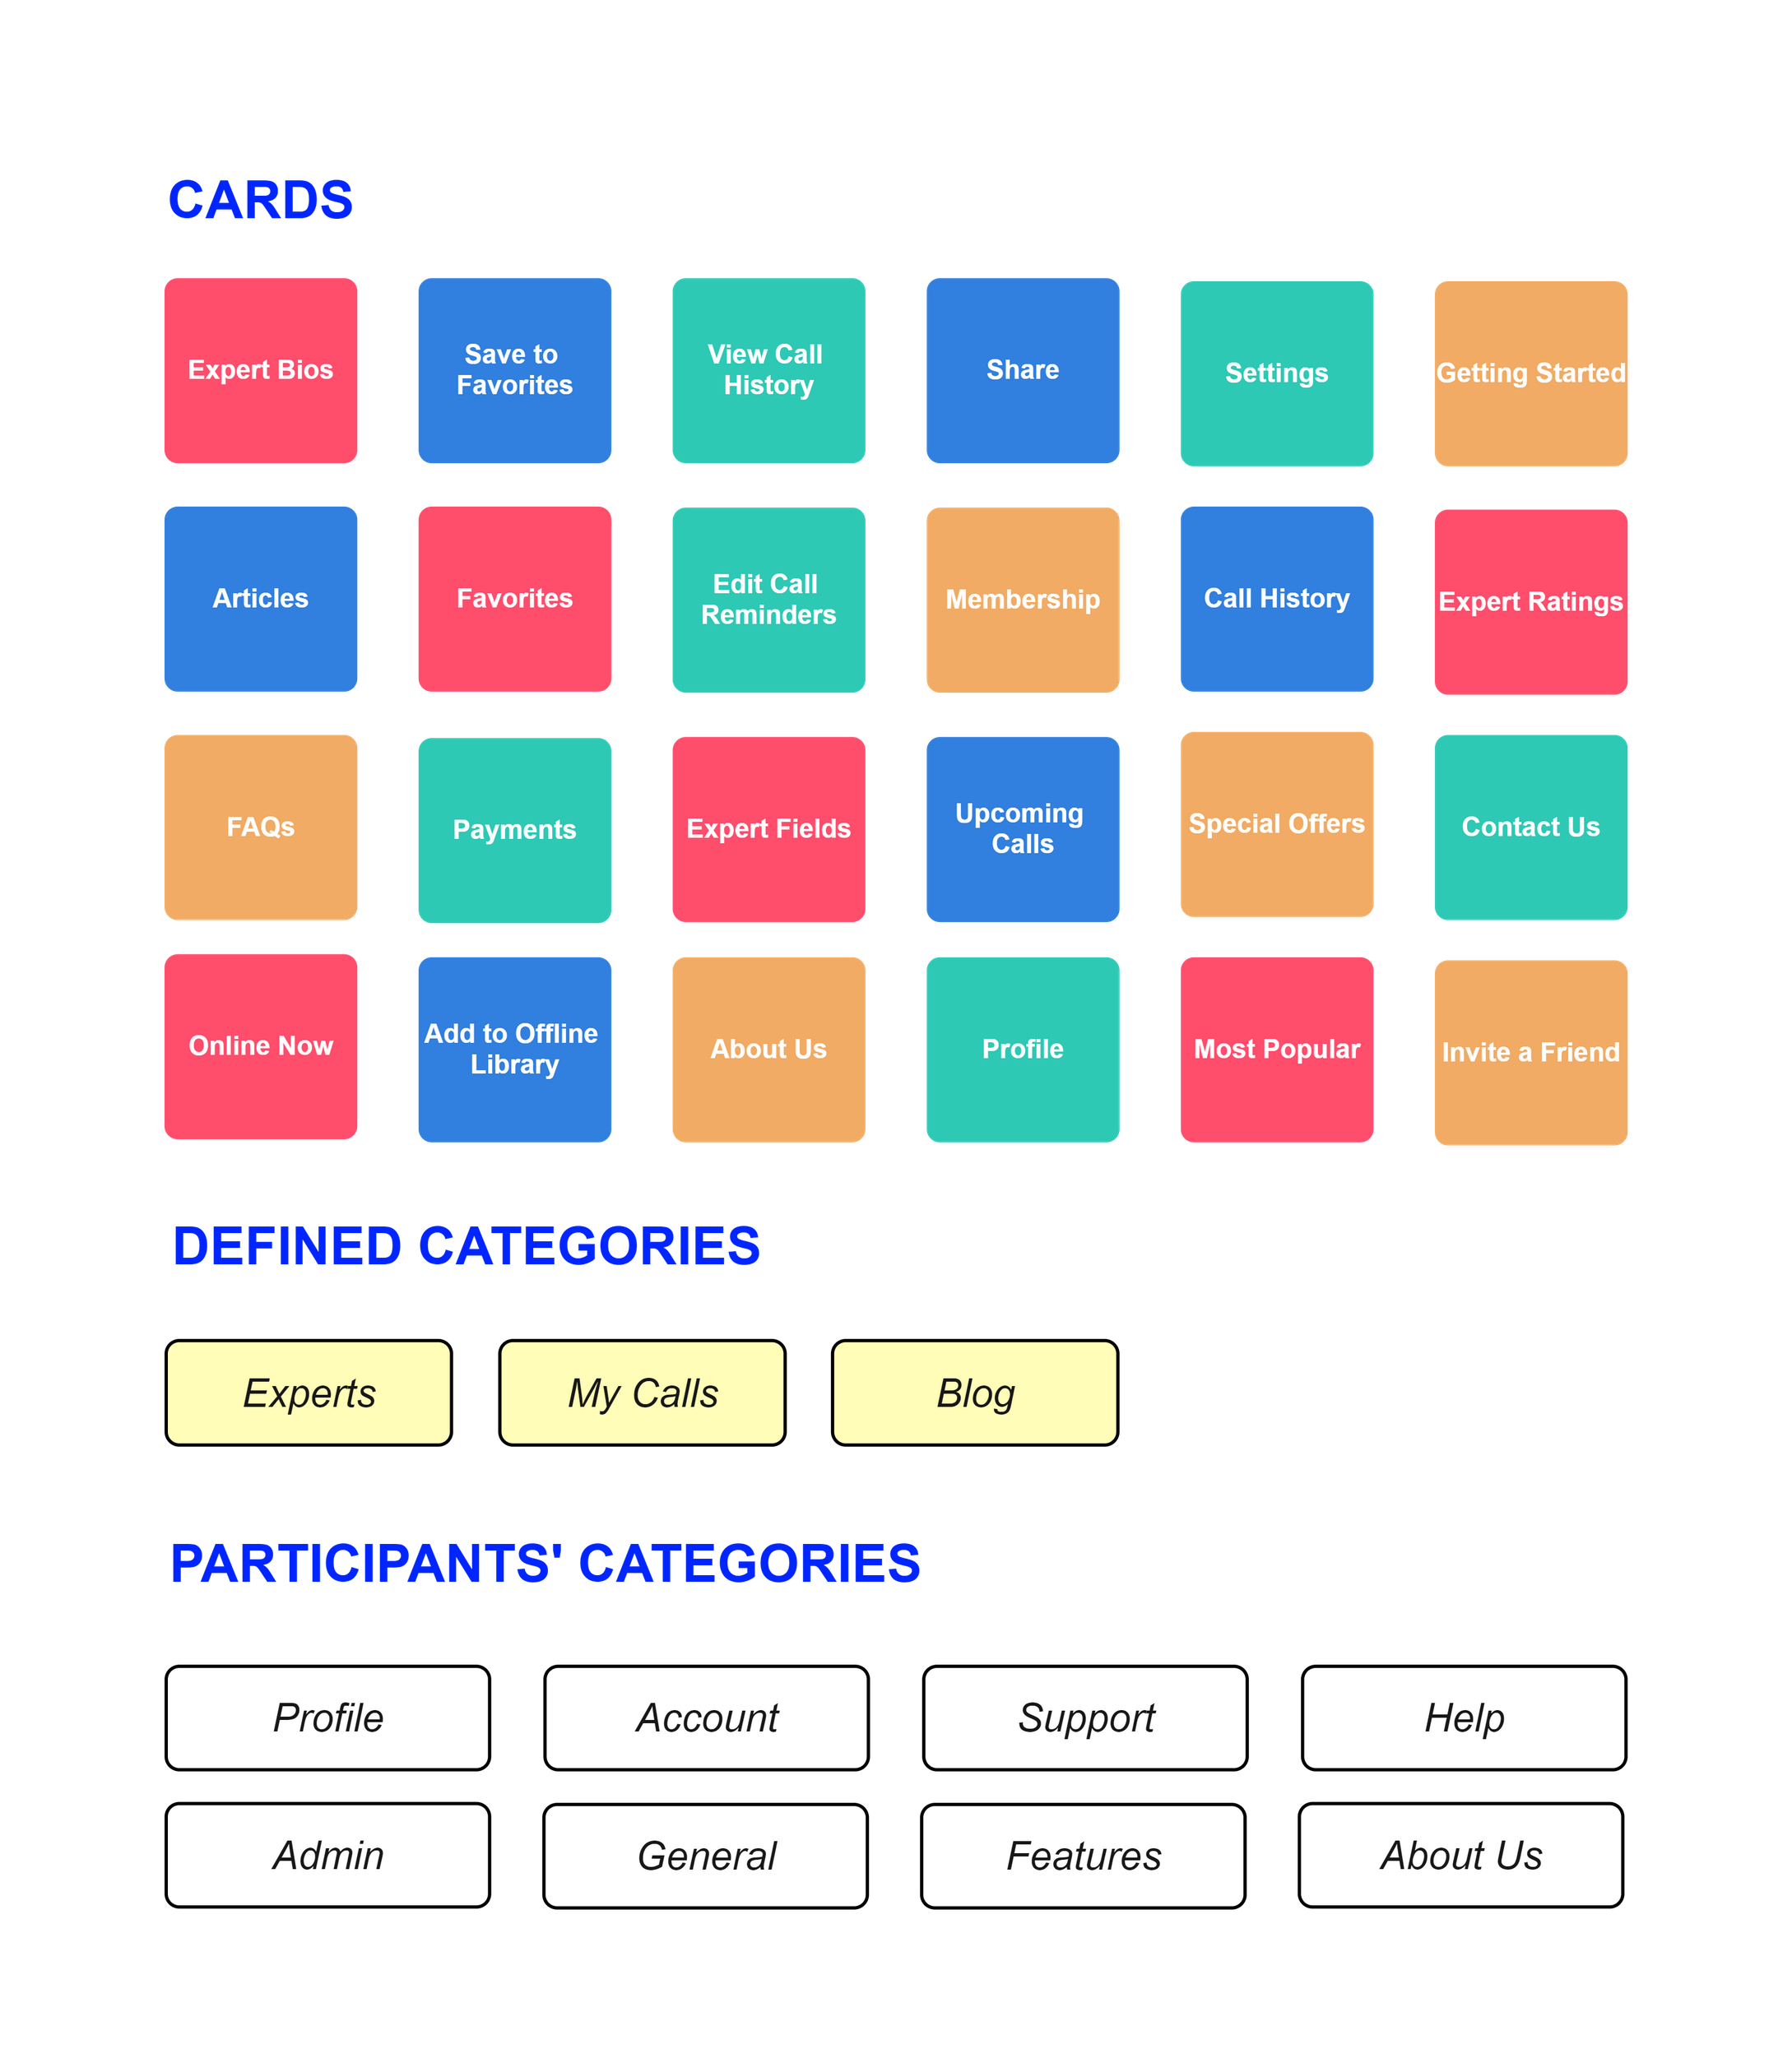 CARDS
Expert Bios
Save to
Favorites
View Call
History
Share
Settings
Getting Started
Articles
Favorites
Edit Call
Reminders
Membership
Call History
Expert Ratings
FAQs
Payments
Expert Fields
Upcoming
Calls
Special Offers
Contact Us
Online Now
Add to Offline
Library
About Us
Profile
Most Popular
Invite a Friend
DEFINED CATEGORIES
Experts
My Calls
Blog
PARTICIPANTS' CATEGORIES
Profile
Account
Support
Help
Admin
General
Features
About Us